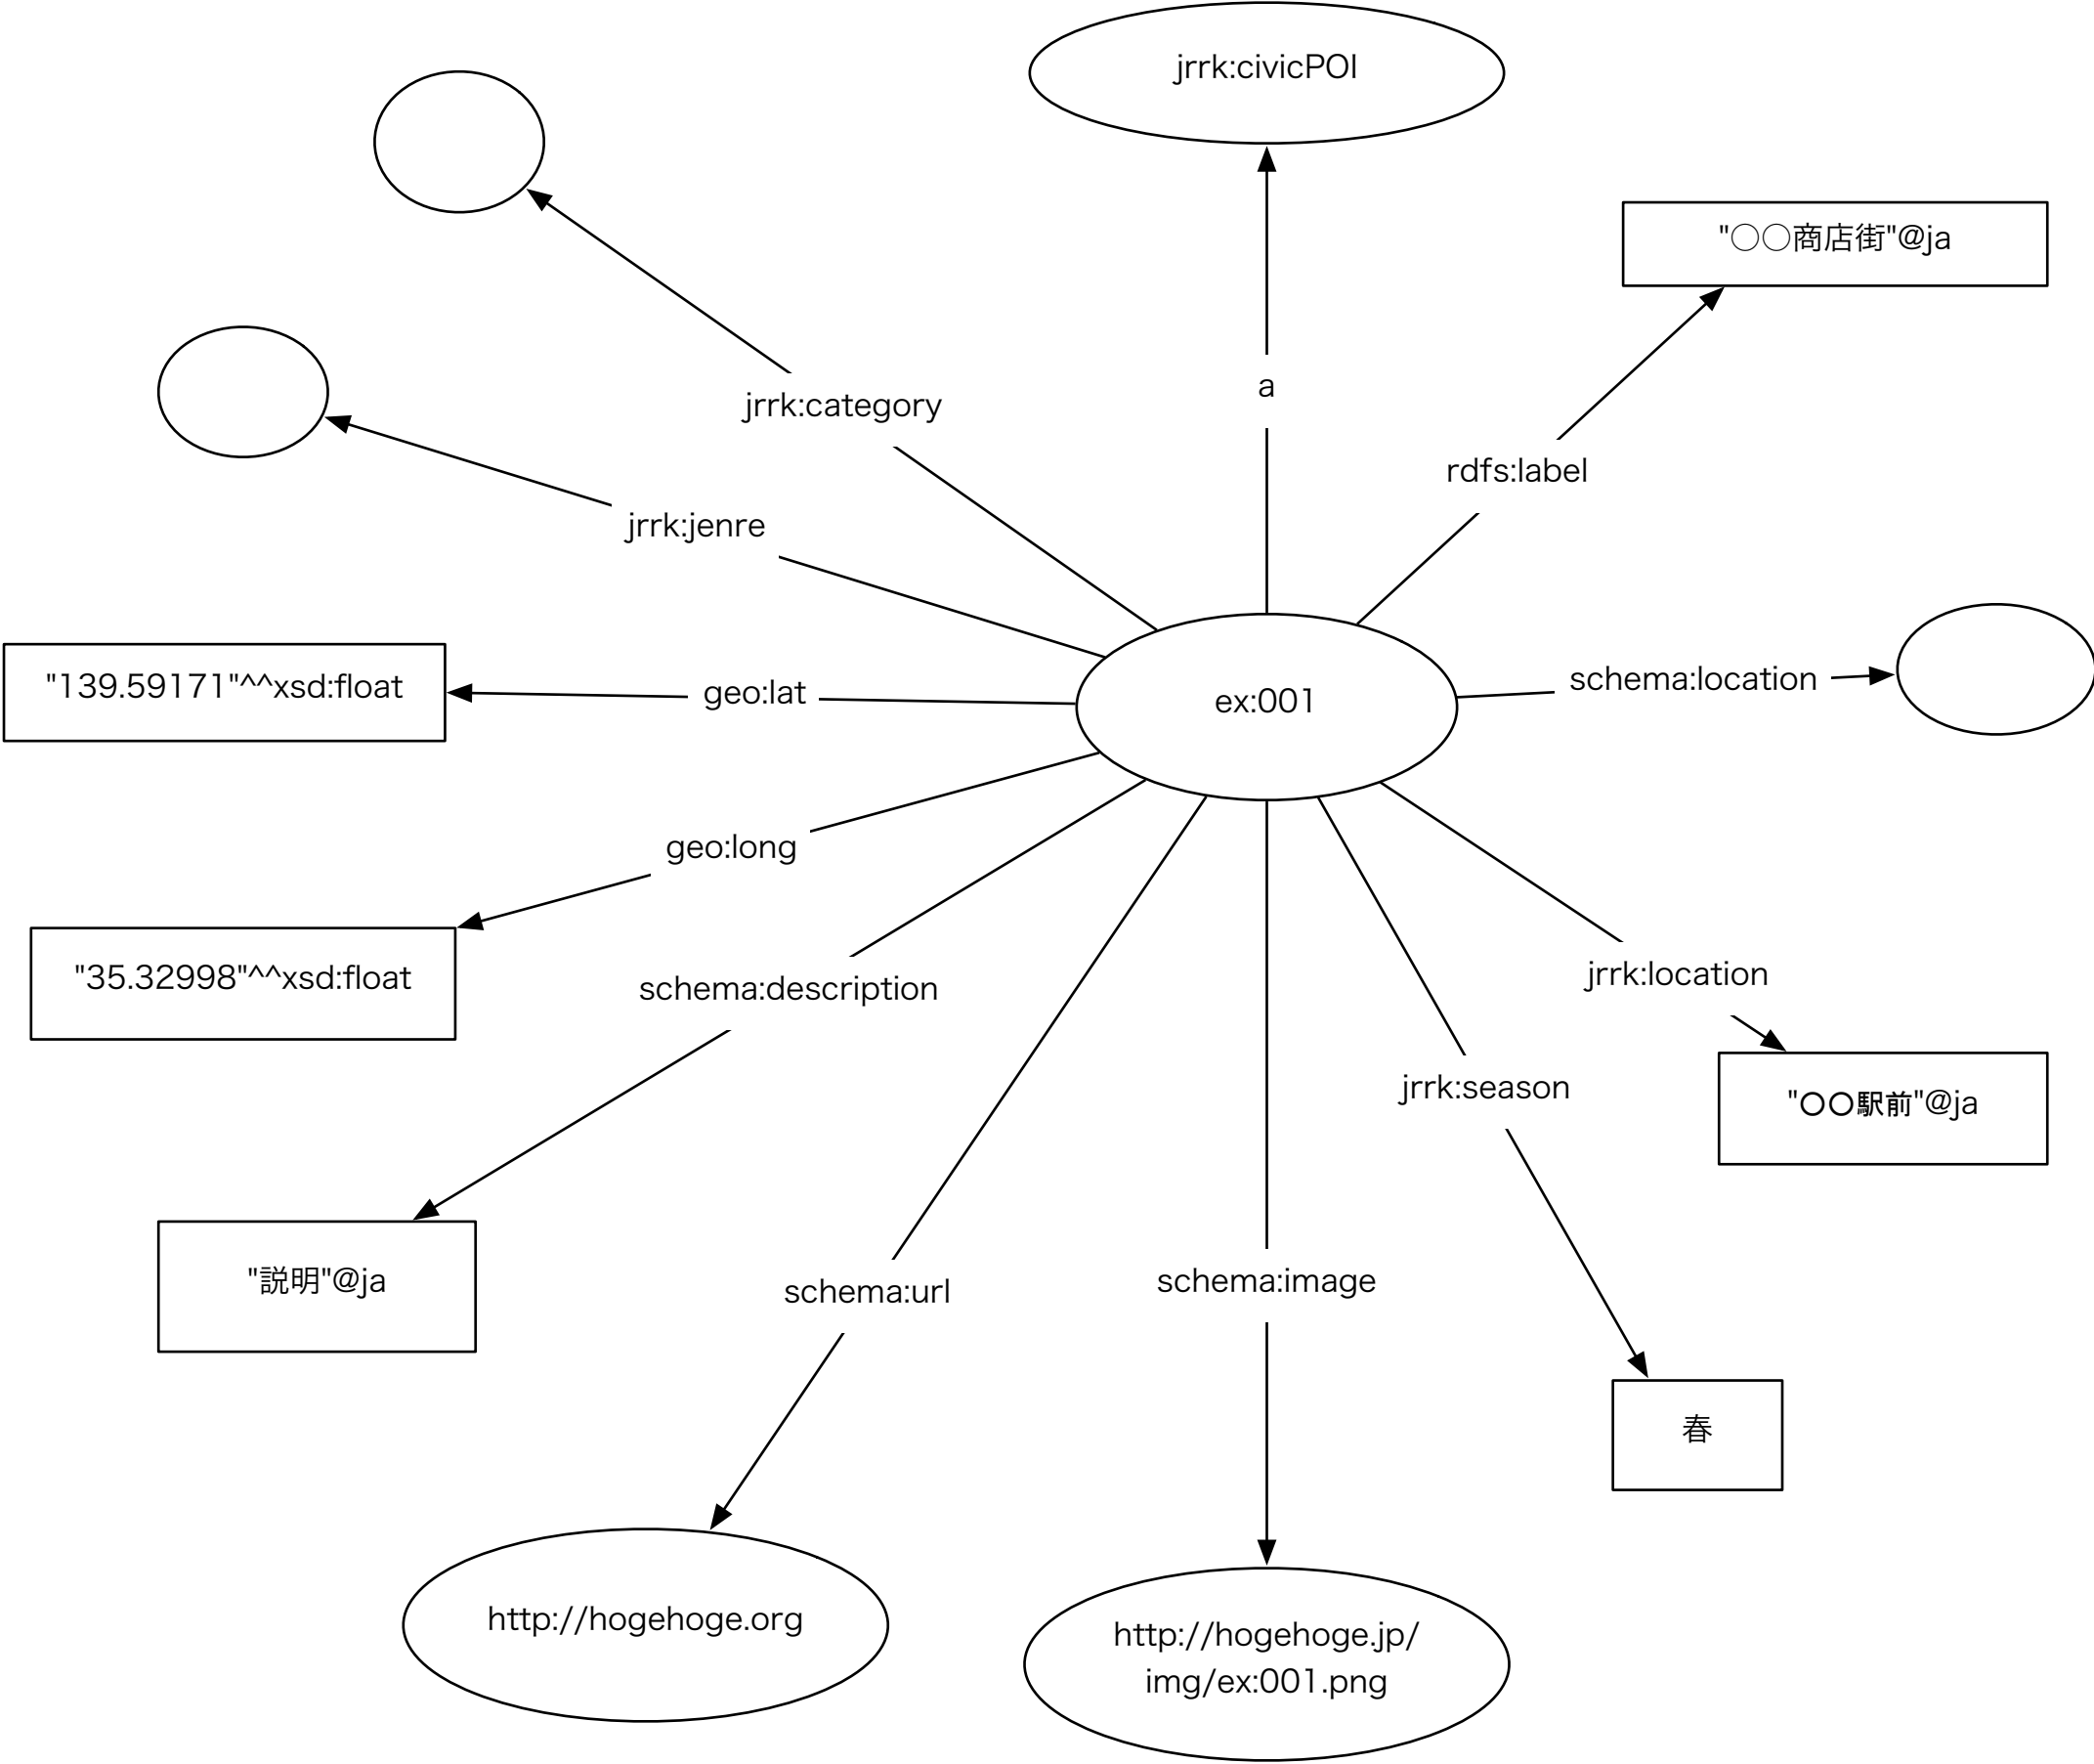 jrrk:civicPOI
"○○商店街"@ja
jrrk:category
a
rdfs:label
jrrk:jenre
"139.59171"^^xsd:float
geo:lat
ex:001
schema:location
geo:long
"35.32998"^^xsd:float
schema:description
jrrk:location
jrrk:season
"〇〇駅前"@ja
"説明"@ja
schema:url
schema:image
春
http://hogehoge.org
http://hogehoge.jp/
img/ex:001.png